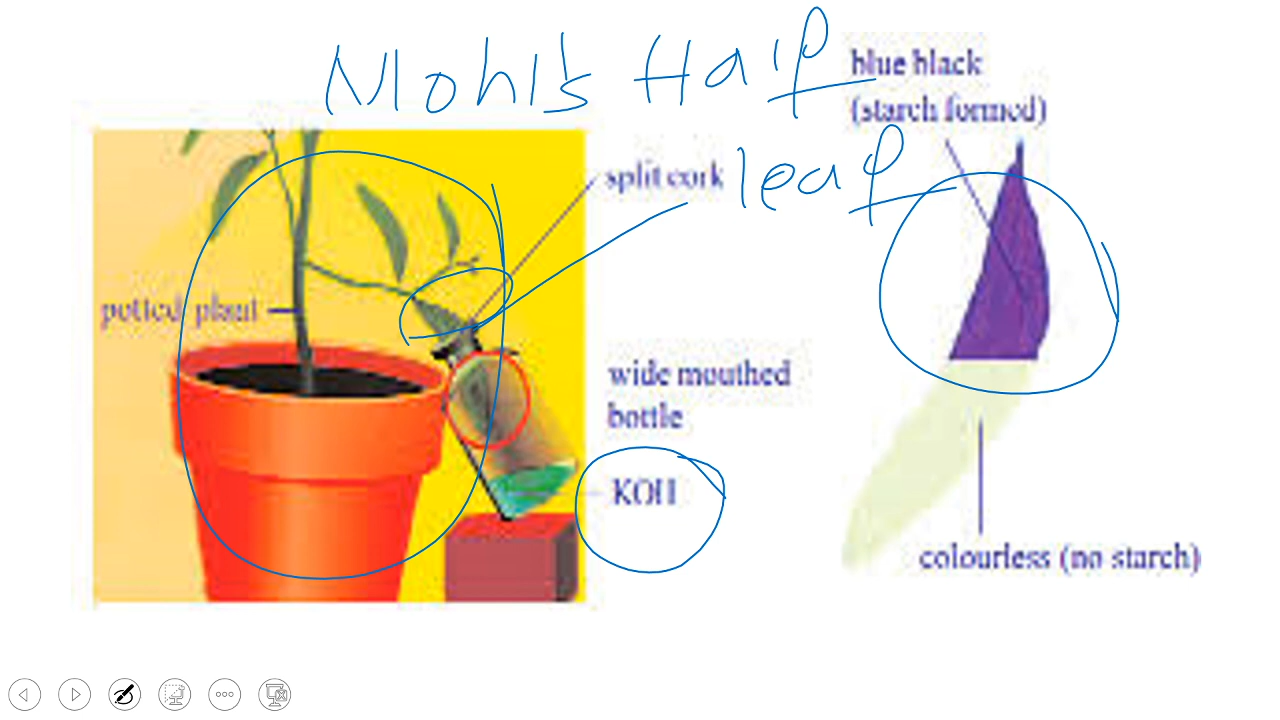 Mohl's Half
leaf
blue black
(starch formed)
split cork
potted plant
wide mouthed
bottle
KOH
colourless (no starch)